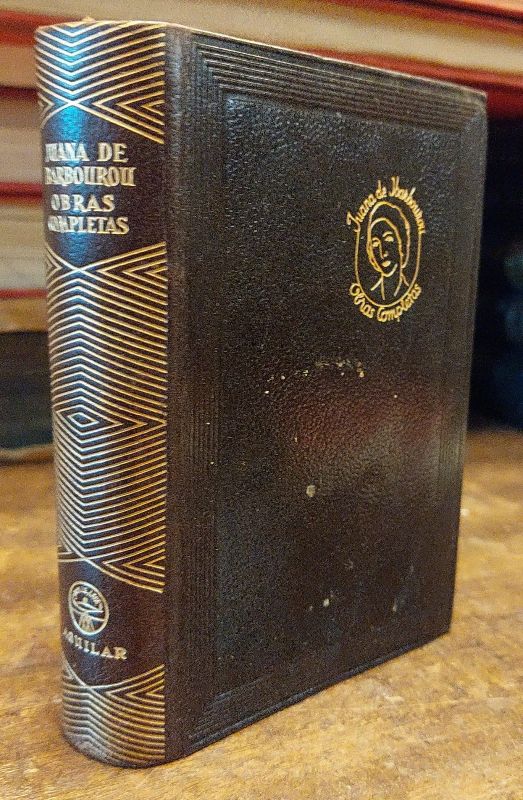 JUANA DE
IBARBOUROU
OBRAS
COMPLETAS
AGUILAR
Juana de Ibarbourou
Obras Completas